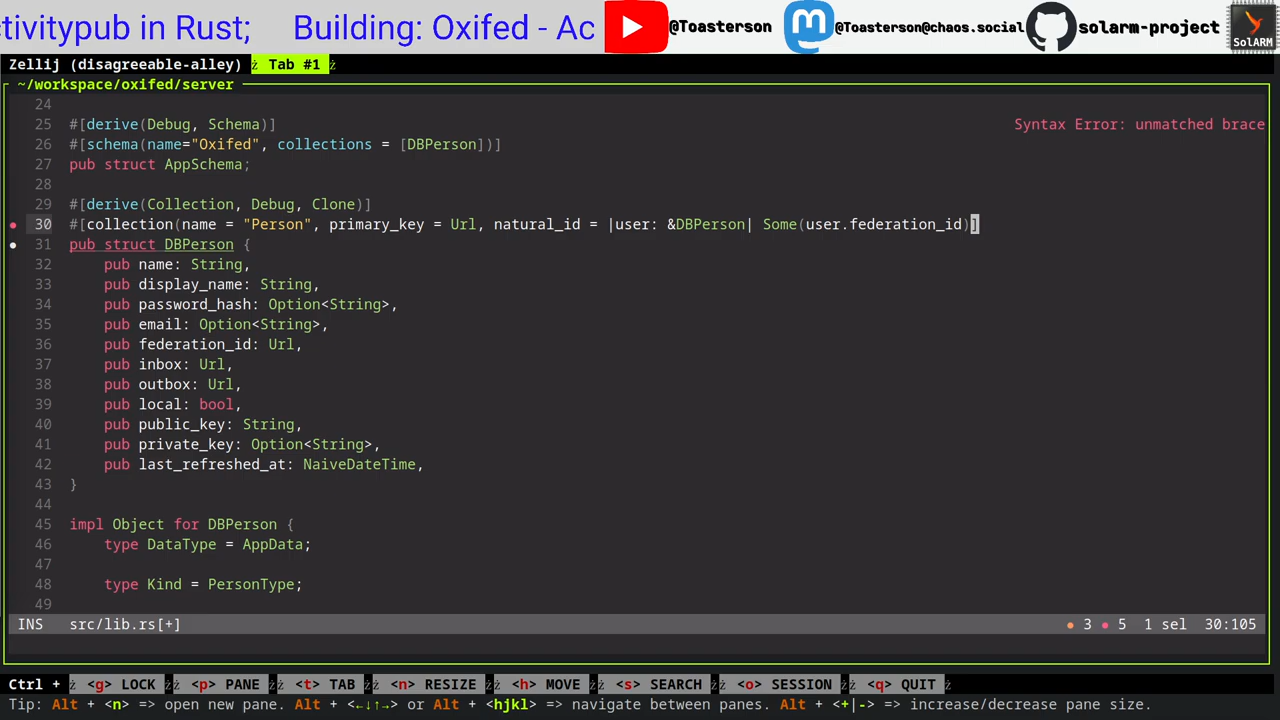 tivitypub in Rust;    Building: Oxifed - Ac
@Toasterson
@Toasterson@chaos.social
solarm-project
SolARM
Zellij (disagreeable-alley) Tab #1
~/workspace/oxifed/server
24
25 #[derive(Debug, Schema)] Syntax Error: unmatched brace
26 #[schema(name="Oxifed", collections = [DBPerson])]
27 pub struct AppSchema;
28
29 #[derive(Collection, Debug, Clone)]
30 #[collection(name = "Person", primary_key = Url, natural_id = |user: &DBPerson| Some(user.federation_id)]
31 pub struct DBPerson {
32     pub name: String,
33     pub display_name: String,
34     pub password_hash: Option<String>,
35     pub email: Option<String>,
36     pub federation_id: Url,
37     pub inbox: Url,
38     pub outbox: Url,
39     pub local: bool,
40     pub public_key: String,
41     pub private_key: Option<String>,
42     pub last_refreshed_at: NaiveDateTime,
43 }
44
45 impl Object for DBPerson {
46     type DataType = AppData;
47
48     type Kind = PersonType;
49
INS src/lib.rs[+] 3 5 1 sel 30:105
Ctrl + <g> LOCK <p> PANE <t> TAB <n> RESIZE <h> MOVE <s> SEARCH <o> SESSION <q> QUIT
Tip: Alt + <n> => open new pane. Alt + <←↓↑→> or Alt + <hjkl> => navigate between panes. Alt + <+|-> => increase/decrease pane size.